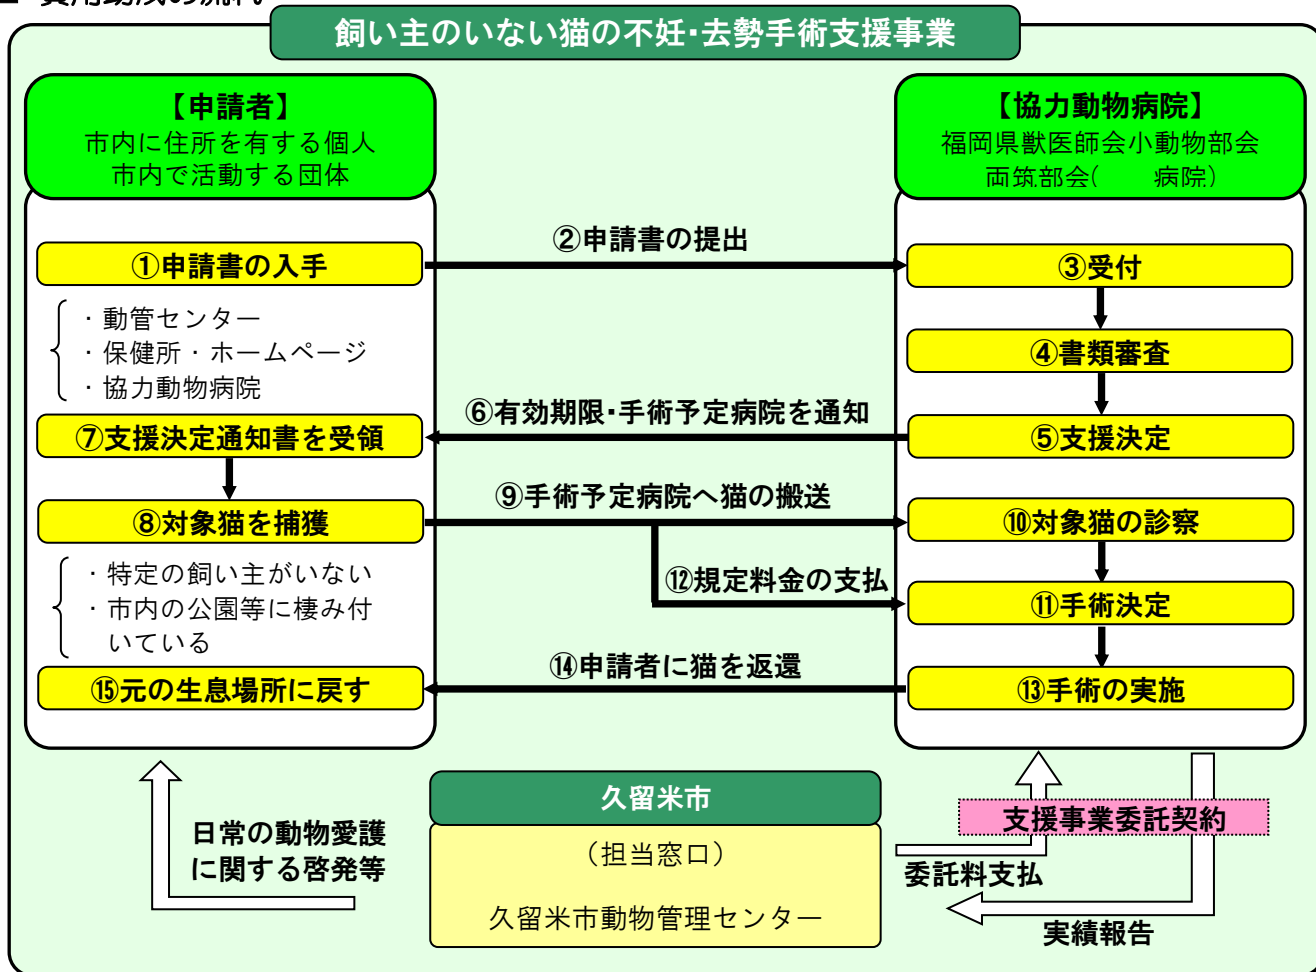 ■ 費用助成の流れ
飼い主のいない猫の不妊・去勢手術支援事業
【申請者】
市内に住所を有する個人
市内で活動する団体
【協力動物病院】
福岡県獣医師会小動物部会
両筑部会(　　病院)
①申請書の入手
②申請書の提出
③受付
・動管センター
・保健所・ホームページ
・協力動物病院
④書類審査
⑤支援決定
⑥有効期限・手術予定病院を通知
⑦支援決定通知書を受領
⑧対象猫を捕獲
・特定の飼い主がいない
・市内の公園等に棲み付
いている
⑨手術予定病院へ猫の搬送
⑩対象猫の診察
⑪手術決定
⑫規定料金の支払
⑬手術の実施
⑭申請者に猫を返還
⑮元の生息場所に戻す
日常の動物愛護
に関する啓発等
久留米市
（担当窓口）
久留米市動物管理センター
支援事業委託契約
委託料支払
実績報告